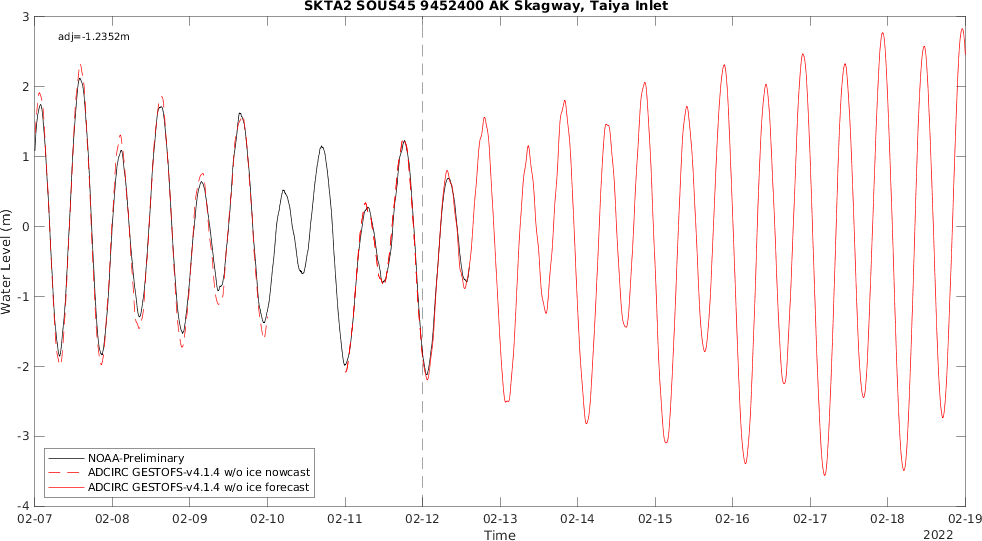 SKTA2 SOUS45 9452400 AK Skagway, Taiya Inlet
adj=-1.2352m
3
2
1
0
-1
-2
-3
-4
Water Level (m)
NOAA-Preliminary
ADCIRC GESTOFS-v4.1.4 w/o ice nowcast
ADCIRC GESTOFS-v4.1.4 w/o ice forecast
02-07 02-08 02-09 02-10 02-11 02-12 02-13 02-14 02-15 02-16 02-17 02-18 02-19
Time
2022